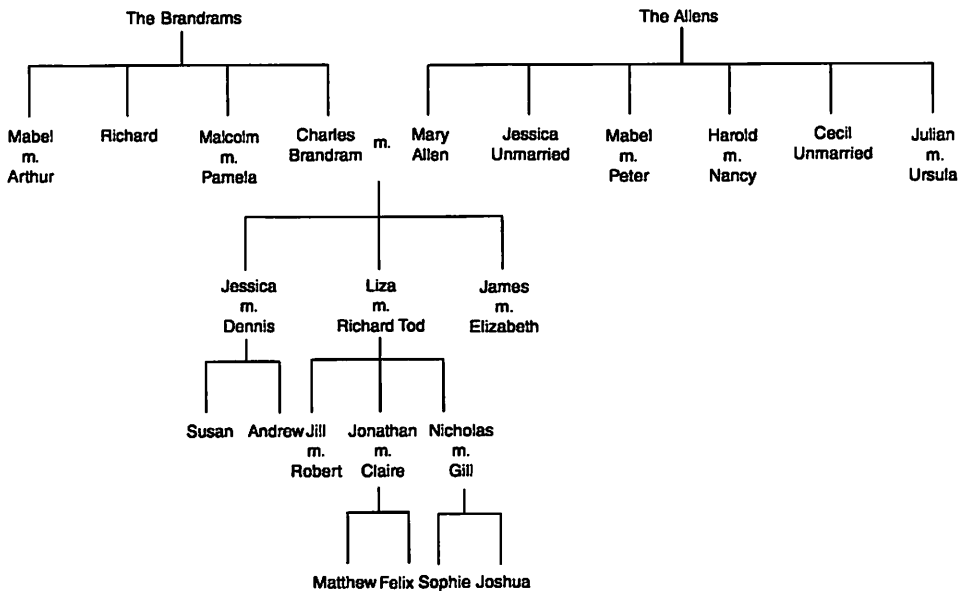 The Brandrams
The Allens
Mabel
m.
Arthur
Richard
Malcolm
m.
Pamela
Charles
Brandram
m.
Mary
Allen
Jessica
Unmarried
Mabel
m.
Peter
Harold
m.
Nancy
Cecil
Unmarried
Julian
m.
Ursula
Jessica
m.
Dennis
Liza
m.
Richard Tod
James
m.
Elizabeth
Susan
Andrew
Jill
m.
Robert
Jonathan
m.
Claire
Nicholas
m.
Gill
Matthew
Felix
Sophie
Joshua